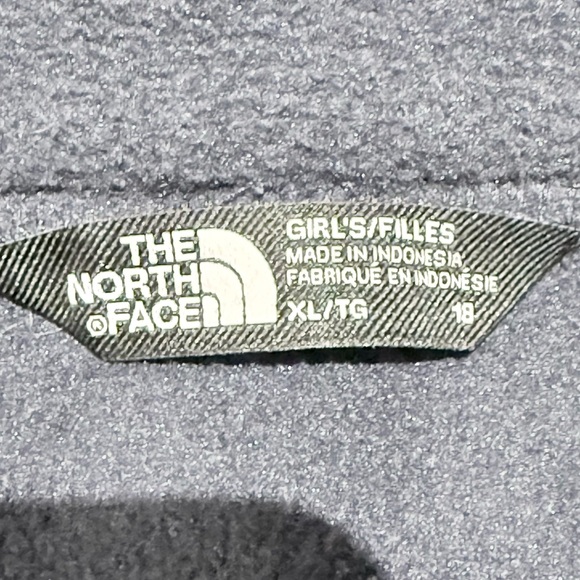 THE
NORTH
®FACE
GIRL'S/FILLES
MADE IN INDONESIA
FABRIQUÉ EN INDONÉSIE
XL/TG 18